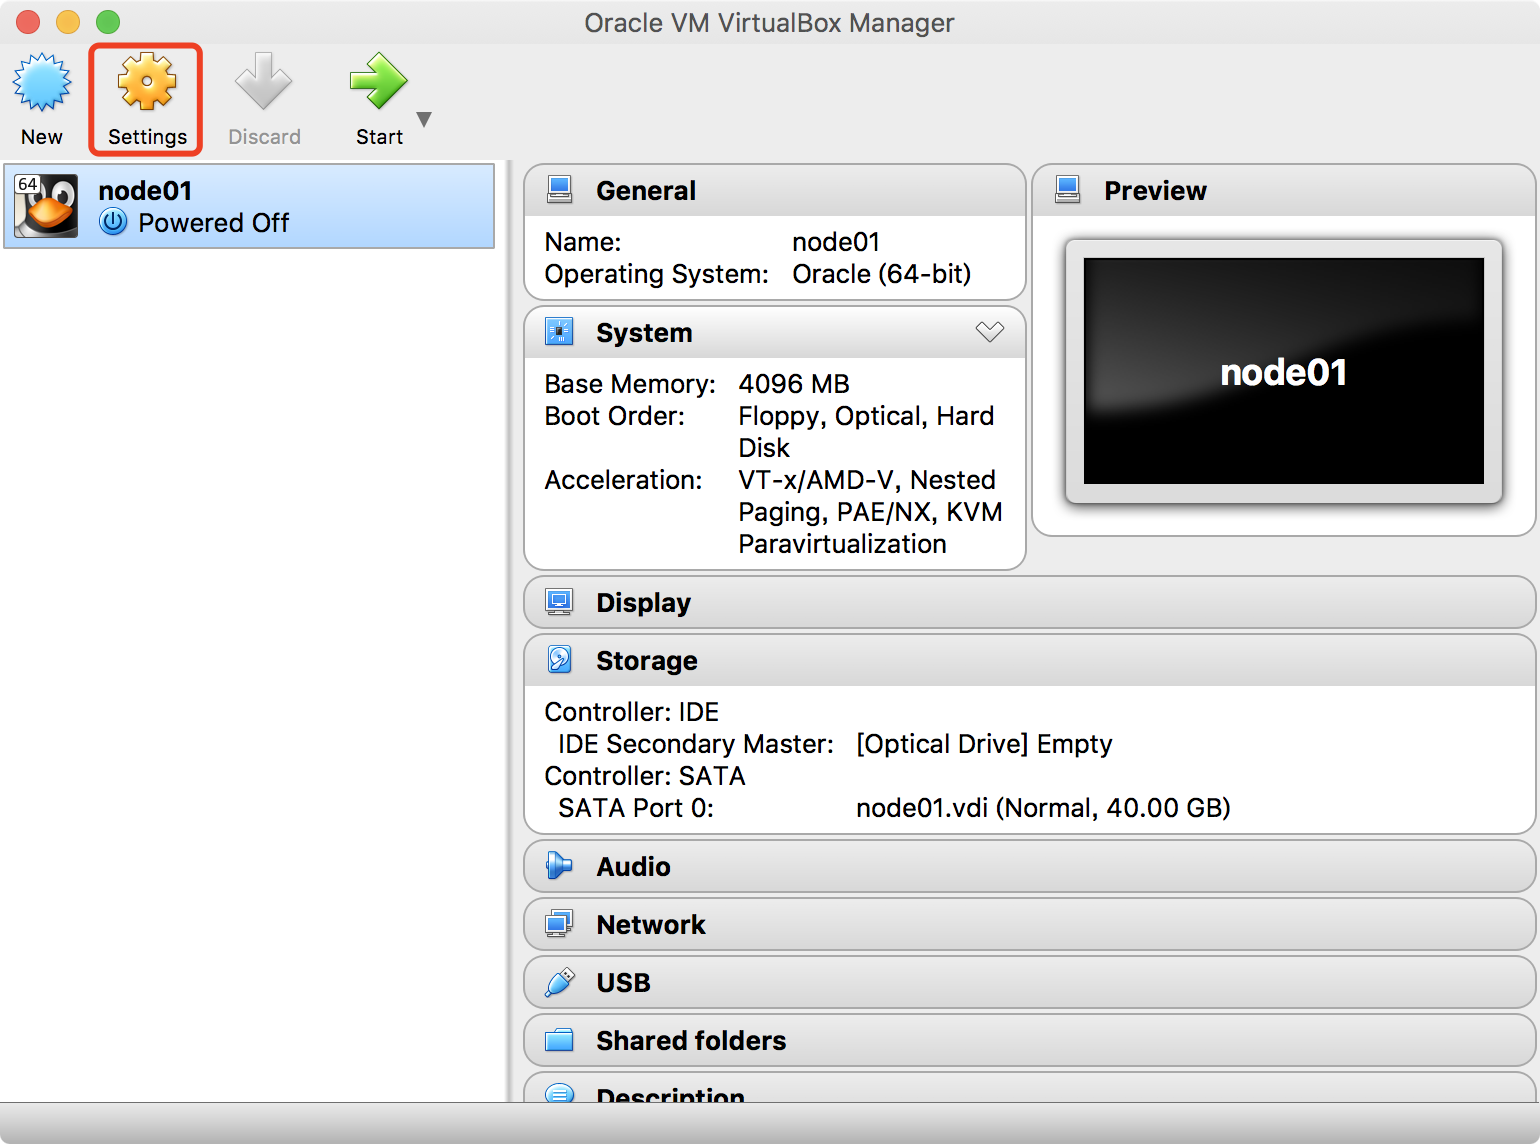 Oracle VM VirtualBox Manager
New
Settings
Discard
Start
64
node01
Powered Off
General
Name: node01
Operating System: Oracle (64-bit)
System
Base Memory: 4096 MB
Boot Order: Floppy, Optical, Hard
Disk
Acceleration: VT-x/AMD-V, Nested
Paging, PAE/NX, KVM
Paravirtualization
Preview
node01
Display
Storage
Controller: IDE
IDE Secondary Master: [Optical Drive] Empty
Controller: SATA
SATA Port 0: node01.vdi (Normal, 40.00 GB)
Audio
Network
USB
Shared folders
Description